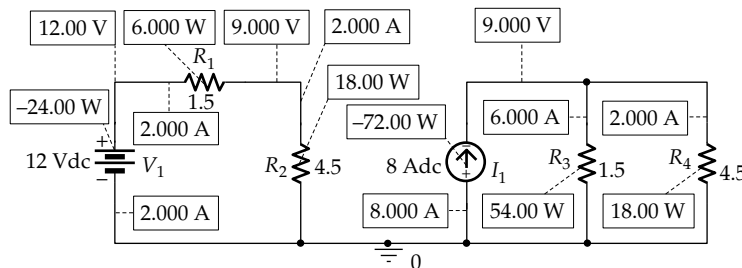 12.00 V
6.000 W
9.000 V
2.000 A
9.000 V
R1
1.5
–24.00 W
18.00 W
–72.00 W
6.000 A
2.000 A
2.000 A
+
12 Vdc
V1
–
R2
4.5
8 Adc
–
+
I1
R3
1.5
R4
4.5
2.000 A
8.000 A
54.00 W
18.00 W
0